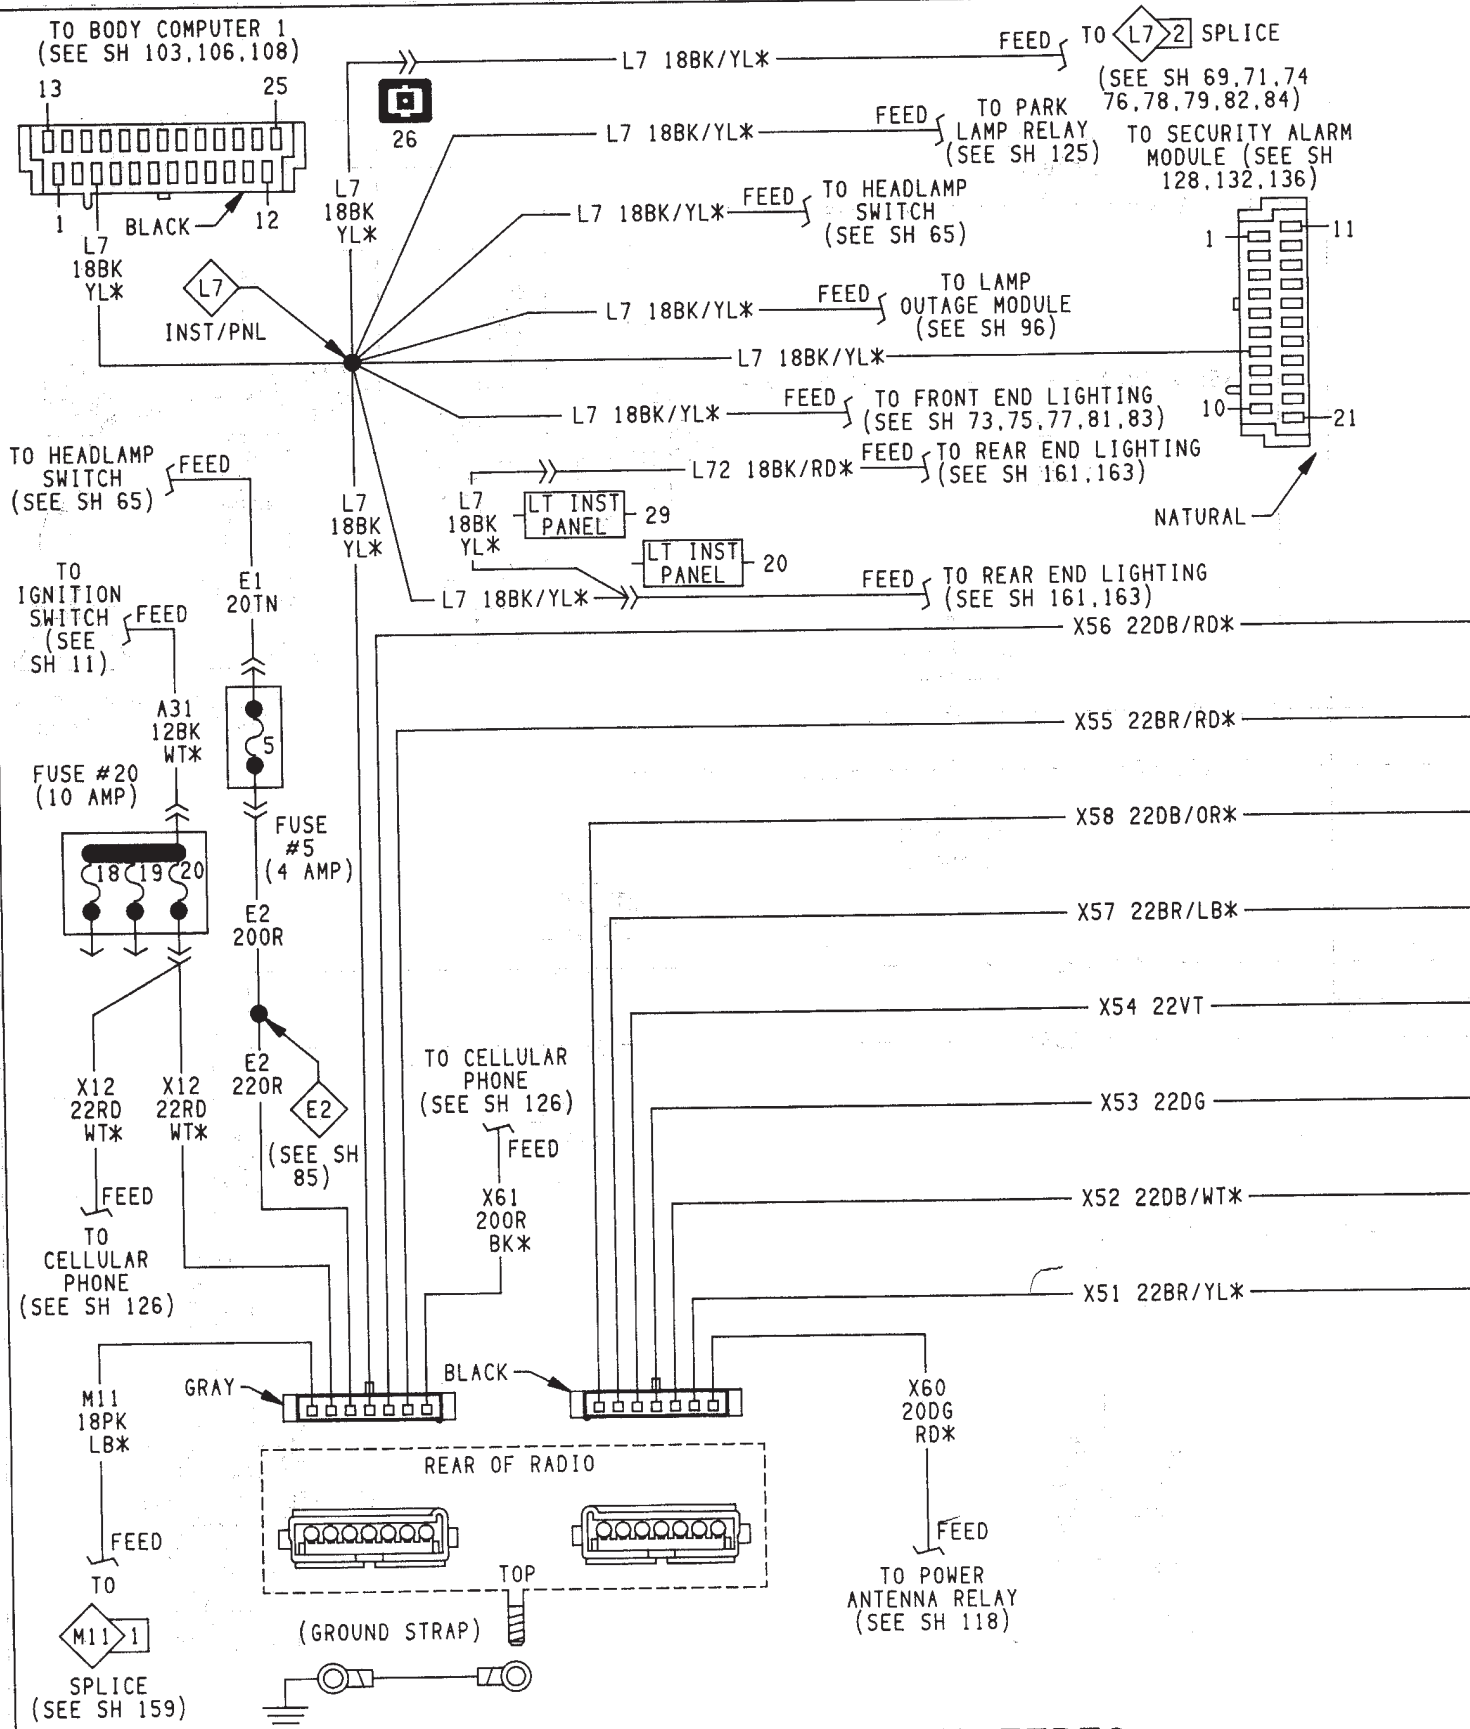 TO BODY COMPUTER 1
(SEE SH 103,106,108)
13
25
1
12
BLACK
L7
18BK
YL*
L7
INST/PNL
L7
18BK
YL*
26
L7 18BK/YL*
FEED
TO L7 2 SPLICE
(SEE SH 69,71,74
76,78,79,82,84)
L7 18BK/YL*
FEED
TO PARK
LAMP RELAY
(SEE SH 125)
TO SECURITY ALARM
MODULE (SEE SH
128,132,136)
L7 18BK/YL*
FEED
TO HEADLAMP
SWITCH
(SEE SH 65)
1
11
L7 18BK/YL*
FEED
TO LAMP
OUTAGE MODULE
(SEE SH 96)
L7 18BK/YL*
L7 18BK/YL*
FEED
TO FRONT END LIGHTING
(SEE SH 73,75,77,81,83)
10
21
NATURAL
TO HEADLAMP
SWITCH
(SEE SH 65)
FEED
L7
18BK
YL*
L7
18BK
YL*
L72 18BK/RD*
FEED
TO REAR END LIGHTING
(SEE SH 161,163)
LT INST
PANEL
29
LT INST
PANEL
20
L7 18BK/YL*
FEED
TO REAR END LIGHTING
(SEE SH 161,163)
TO
IGNITION
SWITCH
(SEE
SH 11)
FEED
E1
20TN
A31
12BK
WT*
5
FUSE #20
(10 AMP)
18
19
20
FUSE
#5
(4 AMP)
E2
20OR
E2
22OR
E2
(SEE SH
85)
X12
22RD
WT*
X12
22RD
WT*
FEED
TO
CELLULAR
PHONE
(SEE SH 126)
TO CELLULAR
PHONE
(SEE SH 126)
FEED
X61
20OR
BK*
X56 22DB/RD*
X55 22BR/RD*
X58 22DB/OR*
X57 22BR/LB*
X54 22VT
X53 22DG
X52 22DB/WT*
X51 22BR/YL*
GRAY
BLACK
M11
18PK
LB*
FEED
TO
M11 1
SPLICE
(SEE SH 159)
X60
20DG
RD*
FEED
TO POWER
ANTENNA RELAY
(SEE SH 118)
REAR OF RADIO
TOP
(GROUND STRAP)